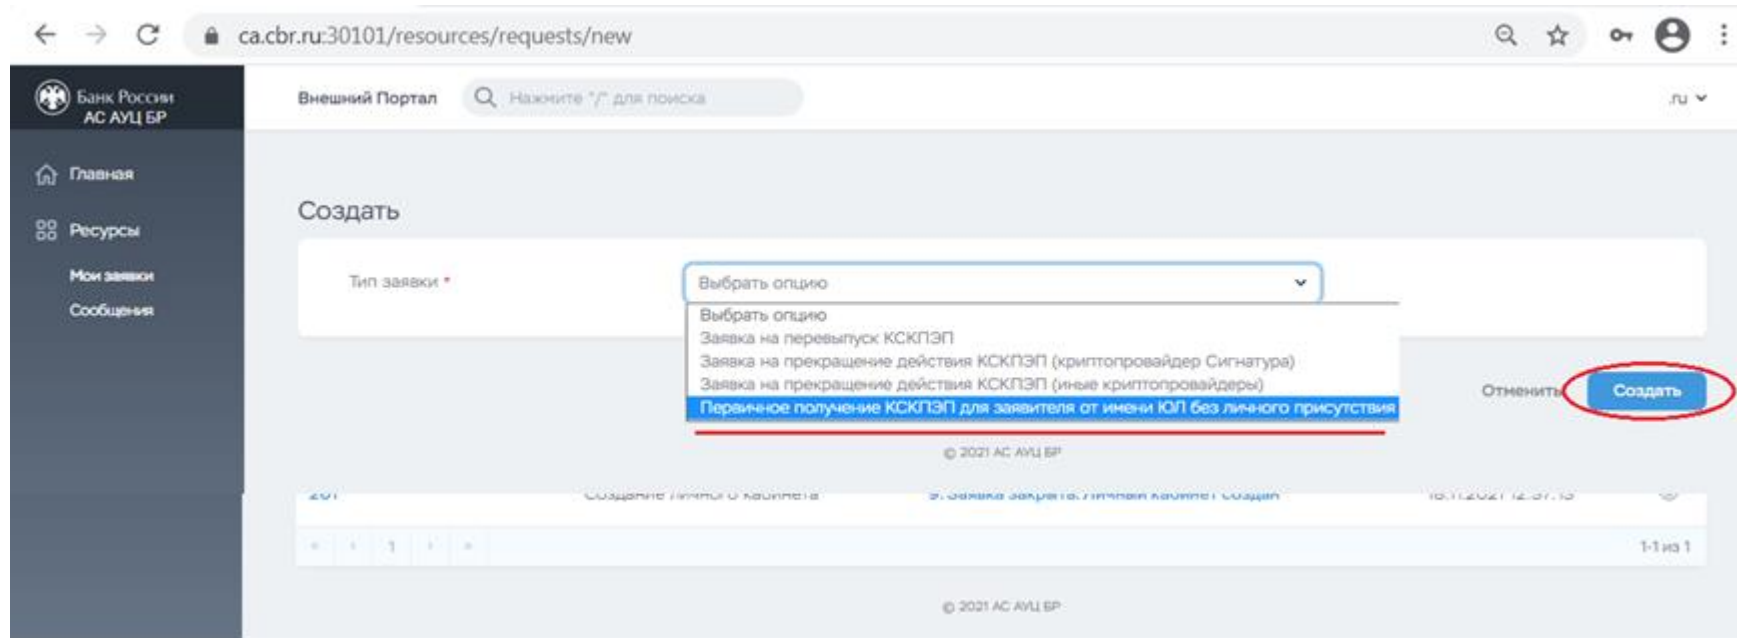 ca.cbr.ru:30101/resources/requests/new
Банк России
АС АУЦ БР
Внешний Портал
Нажмите "/" для поиска
.ru
Главная
Ресурсы
Мои заявки
Сообщения
Создать
Тип заявки *
Выбрать опцию
Выбрать опцию
Заявка на перевыпуск КСКПЭП
Заявка на прекращение действия КСКПЭП (криптопровайдер Сигнатура)
Заявка на прекращение действия КСКПЭП (иные криптопровайдеры)
Первичное получение КСКПЭП для заявителя от имени ЮЛ без личного присутствия
Отменить
Создать
© 2021 АС АУЦ БР
201 Создание личного кабинета 9. Заявка закрыта. Личный кабинет создан
« ‹ 1 › » 1-1 из 1
© 2021 АС АУЦ БР